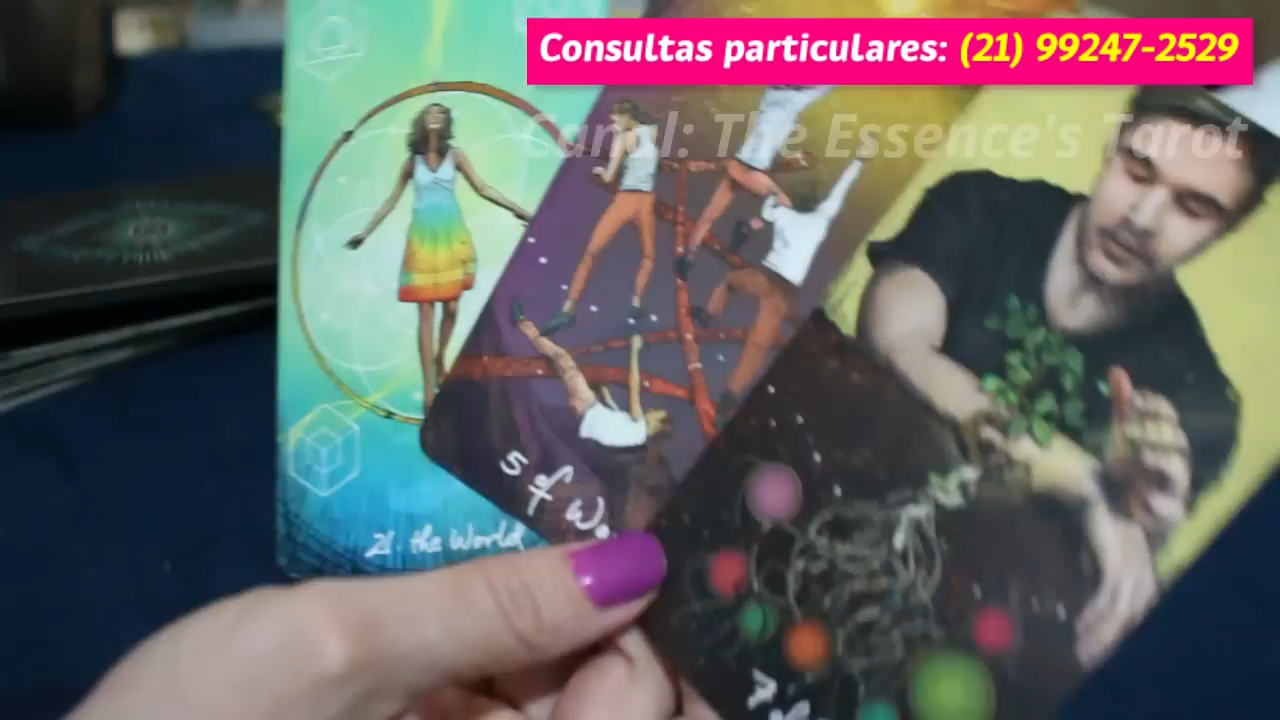 Consultas particulares: (21) 99247-2529
Canal: The Essence's Tarot
21. the World
5 of